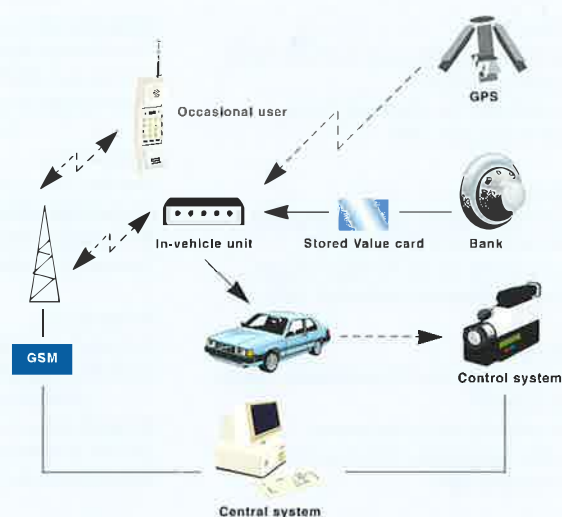 GPS
Occasional user
In-vehicle unit
Stored Value card
Bank
GSM
Control system
Central system